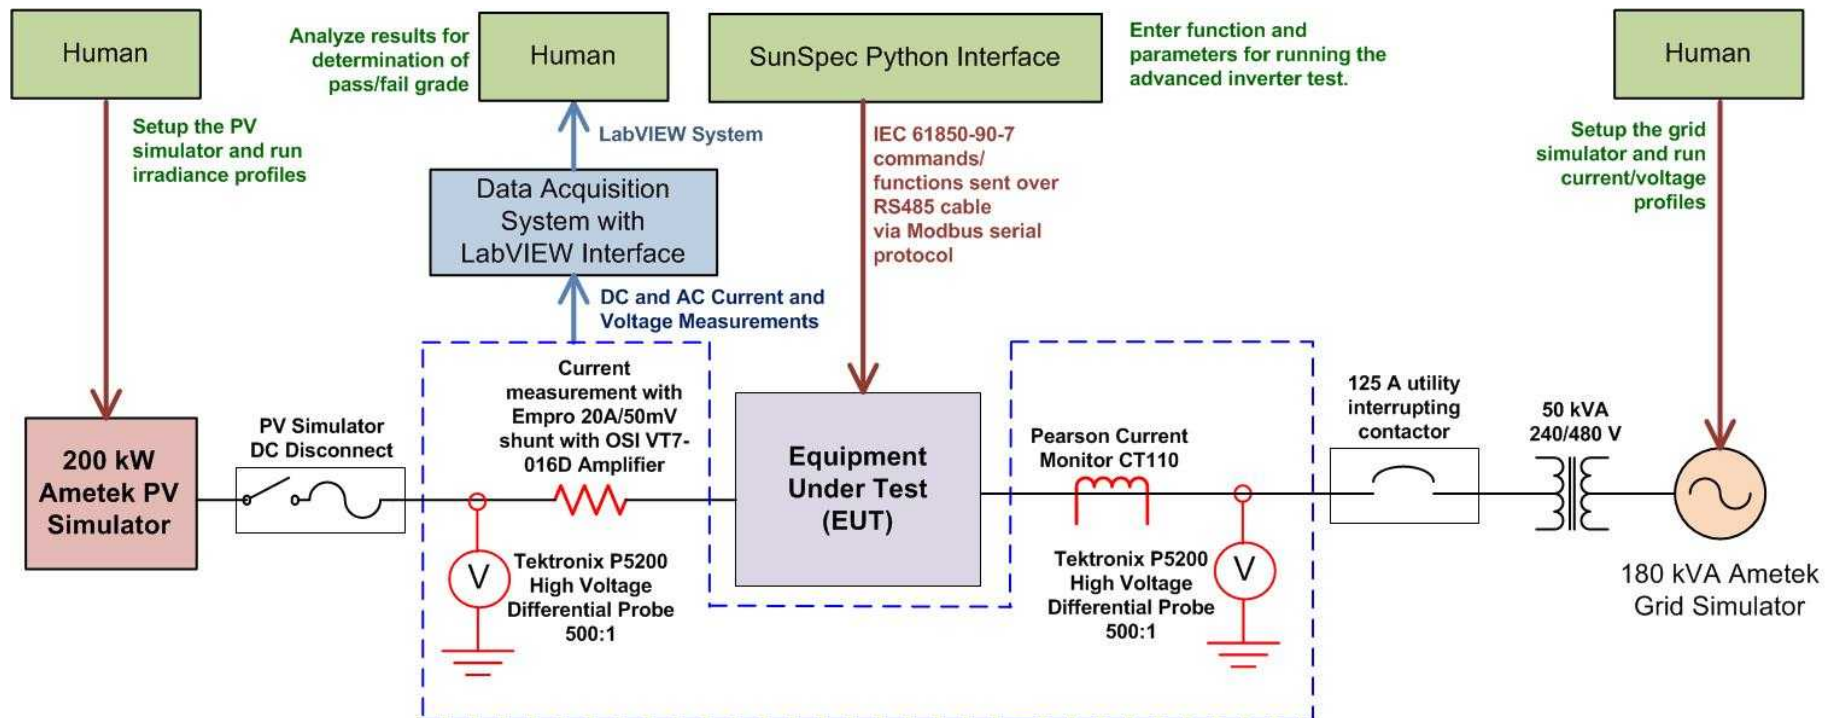 Human
Setup the PV
simulator and run
irradiance profiles
Analyze results for
determination of
pass/fail grade
Human
LabVIEW System
Data Acquisition
System with
LabVIEW Interface
DC and AC Current and
Voltage Measurements
SunSpec Python Interface
Enter function and
parameters for running the
advanced inverter test.
IEC 61850-90-7
commands/
functions sent over
RS485 cable
via Modbus serial
protocol
Human
Setup the grid
simulator and run
current/voltage
profiles
200 kW
Ametek PV
Simulator
PV Simulator
DC Disconnect
Current
measurement with
Empro 20A/50mV
shunt with OSI VT7-
016D Amplifier
V
Tektronix P5200
High Voltage
Differential Probe
500:1
Equipment
Under Test
(EUT)
Pearson Current
Monitor CT110
Tektronix P5200
High Voltage
Differential Probe
500:1
V
125 A utility
interrupting
contactor
50 kVA
240/480 V
180 kVA Ametek
Grid Simulator